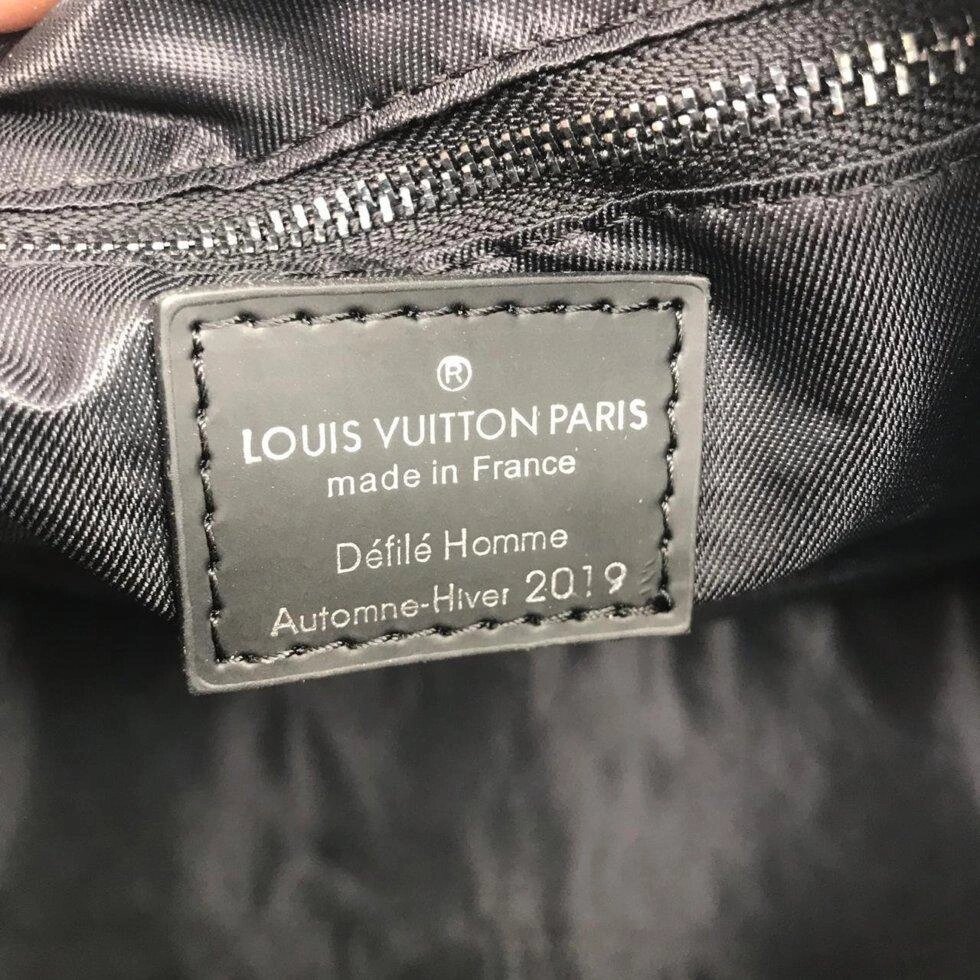 ®
LOUIS VUITTON PARIS
made in France
Défilé Homme
Automne-Hiver 2019